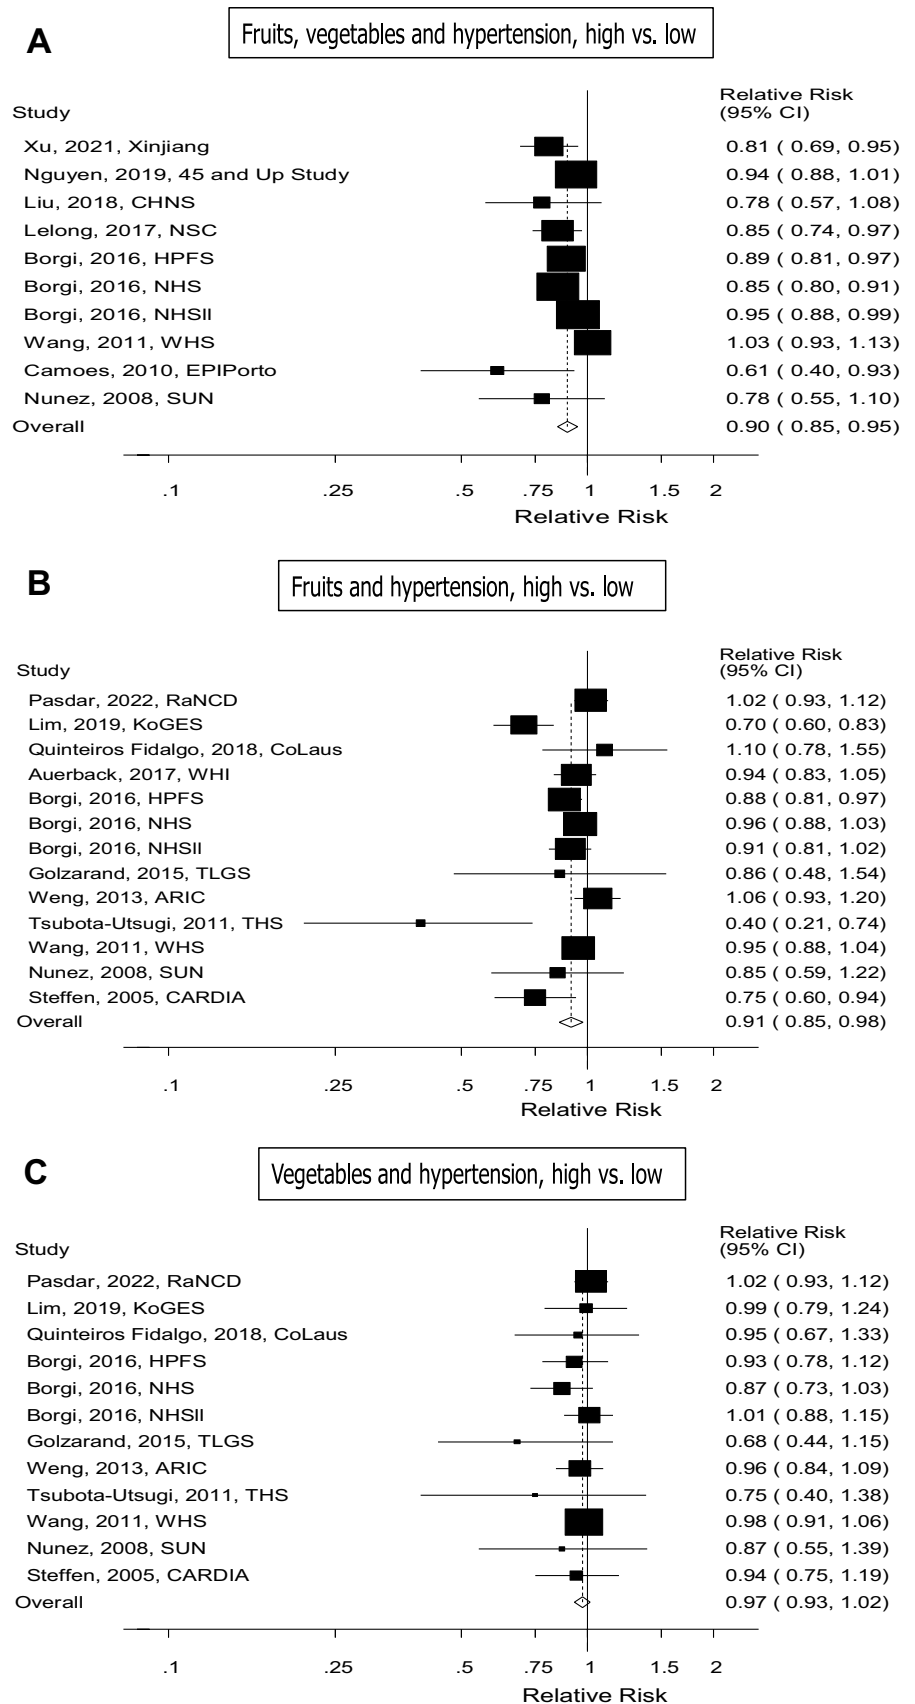 A
Fruits, vegetables and hypertension, high vs. low
Relative Risk
Study (95% CI)
Xu, 2021, Xinjiang 0.81 ( 0.69, 0.95)
Nguyen, 2019, 45 and Up Study 0.94 ( 0.88, 1.01)
Liu, 2018, CHNS 0.78 ( 0.57, 1.08)
Lelong, 2017, NSC 0.85 ( 0.74, 0.97)
Borgi, 2016, HPFS 0.89 ( 0.81, 0.97)
Borgi, 2016, NHS 0.85 ( 0.80, 0.91)
Borgi, 2016, NHSII 0.95 ( 0.88, 0.99)
Wang, 2011, WHS 1.03 ( 0.93, 1.13)
Camoes, 2010, EPIPorto 0.61 ( 0.40, 0.93)
Nunez, 2008, SUN 0.78 ( 0.55, 1.10)
Overall 0.90 ( 0.85, 0.95)
.1 .25 .5 .75 1 1.5 2
Relative Risk
B
Fruits and hypertension, high vs. low
Relative Risk
Study (95% CI)
Pasdar, 2022, RaNCD 1.02 ( 0.93, 1.12)
Lim, 2019, KoGES 0.70 ( 0.60, 0.83)
Quinteiros Fidalgo, 2018, CoLaus 1.10 ( 0.78, 1.55)
Auerback, 2017, WHI 0.94 ( 0.83, 1.05)
Borgi, 2016, HPFS 0.88 ( 0.81, 0.97)
Borgi, 2016, NHS 0.96 ( 0.88, 1.03)
Borgi, 2016, NHSII 0.91 ( 0.81, 1.02)
Golzarand, 2015, TLGS 0.86 ( 0.48, 1.54)
Weng, 2013, ARIC 1.06 ( 0.93, 1.20)
Tsubota-Utsugi, 2011, THS 0.40 ( 0.21, 0.74)
Wang, 2011, WHS 0.95 ( 0.88, 1.04)
Nunez, 2008, SUN 0.85 ( 0.59, 1.22)
Steffen, 2005, CARDIA 0.75 ( 0.60, 0.94)
Overall 0.91 ( 0.85, 0.98)
.1 .25 .5 .75 1 1.5 2
Relative Risk
C
Vegetables and hypertension, high vs. low
Relative Risk
Study (95% CI)
Pasdar, 2022, RaNCD 1.02 ( 0.93, 1.12)
Lim, 2019, KoGES 0.99 ( 0.79, 1.24)
Quinteiros Fidalgo, 2018, CoLaus 0.95 ( 0.67, 1.33)
Borgi, 2016, HPFS 0.93 ( 0.78, 1.12)
Borgi, 2016, NHS 0.87 ( 0.73, 1.03)
Borgi, 2016, NHSII 1.01 ( 0.88, 1.15)
Golzarand, 2015, TLGS 0.68 ( 0.44, 1.15)
Weng, 2013, ARIC 0.96 ( 0.84, 1.09)
Tsubota-Utsugi, 2011, THS 0.75 ( 0.40, 1.38)
Wang, 2011, WHS 0.98 ( 0.91, 1.06)
Nunez, 2008, SUN 0.87 ( 0.55, 1.39)
Steffen, 2005, CARDIA 0.94 ( 0.75, 1.19)
Overall 0.97 ( 0.93, 1.02)
.1 .25 .5 .75 1 1.5 2
Relative Risk